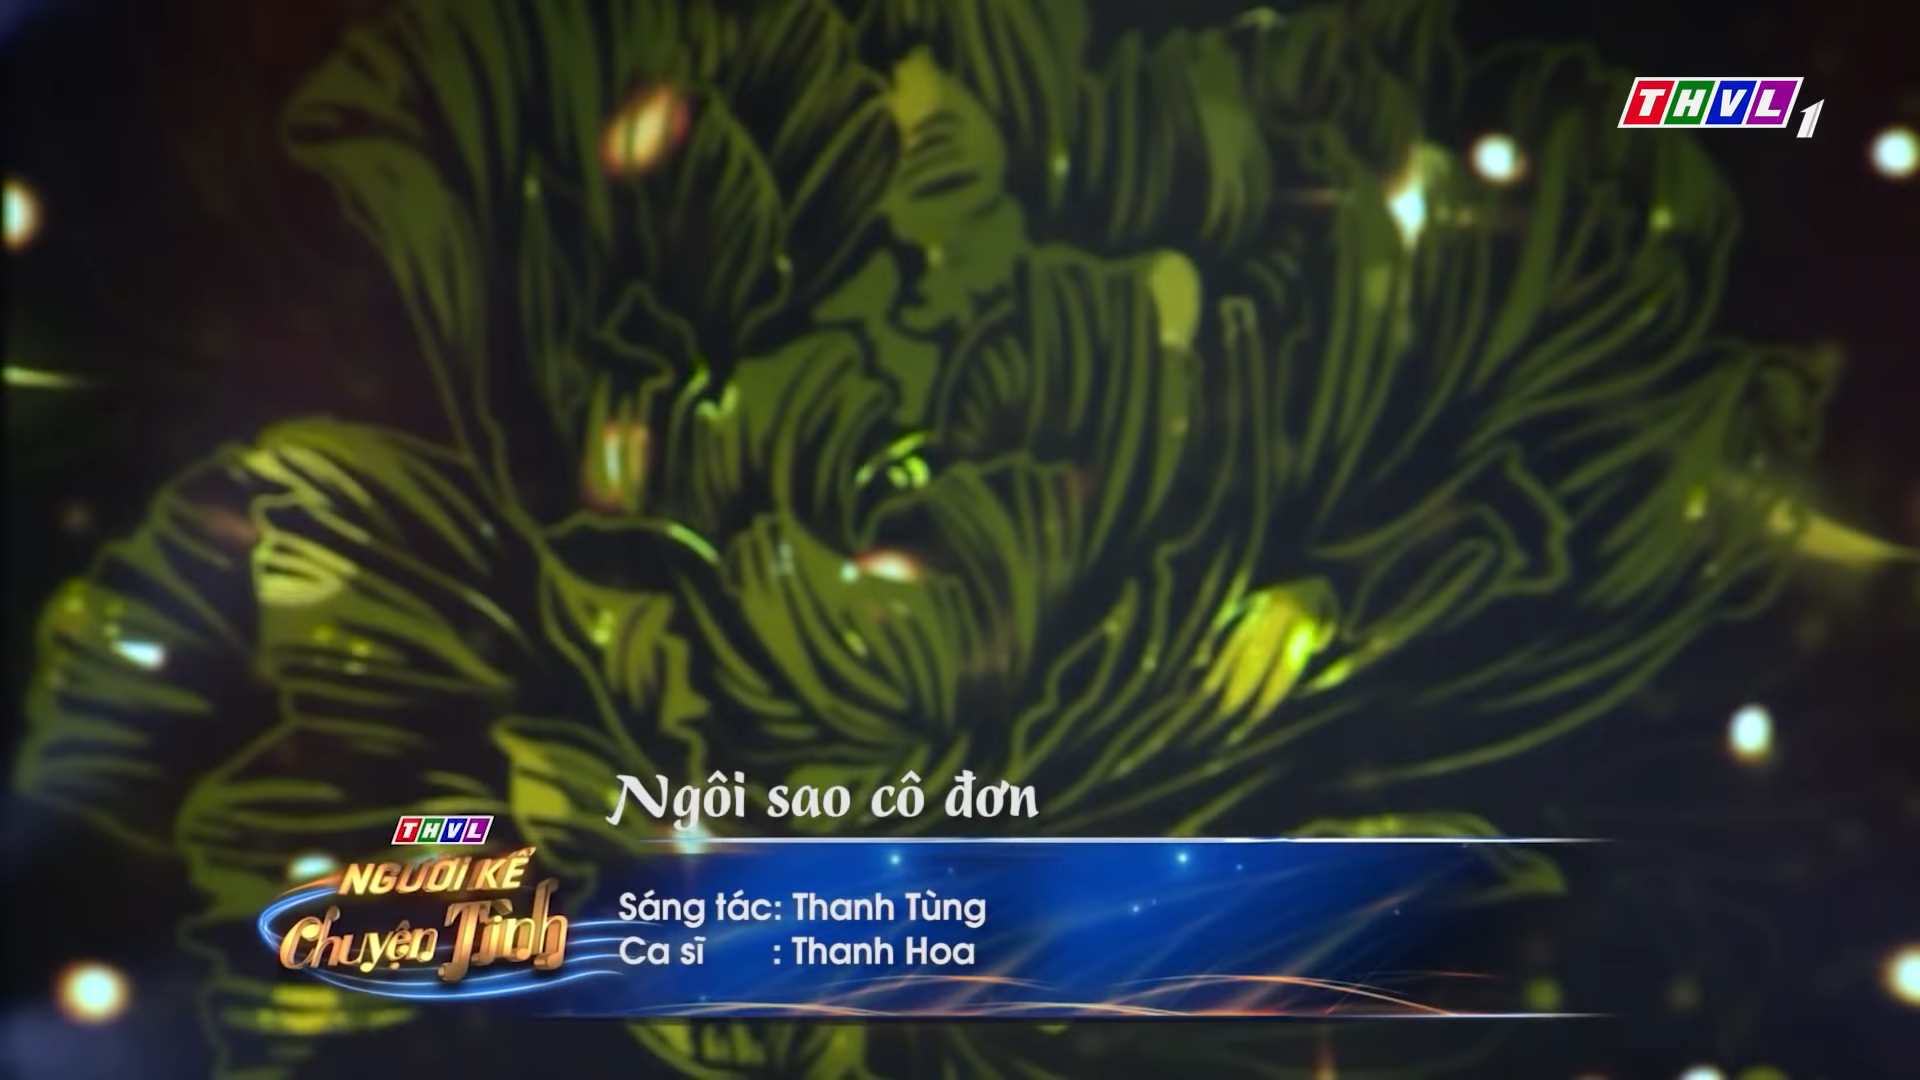 THVL1
Ngôi sao cô đơn
THVL
NGƯỜI KỂ
Chuyện Tình
Sáng tác: Thanh Tùng
Ca sĩ : Thanh Hoa